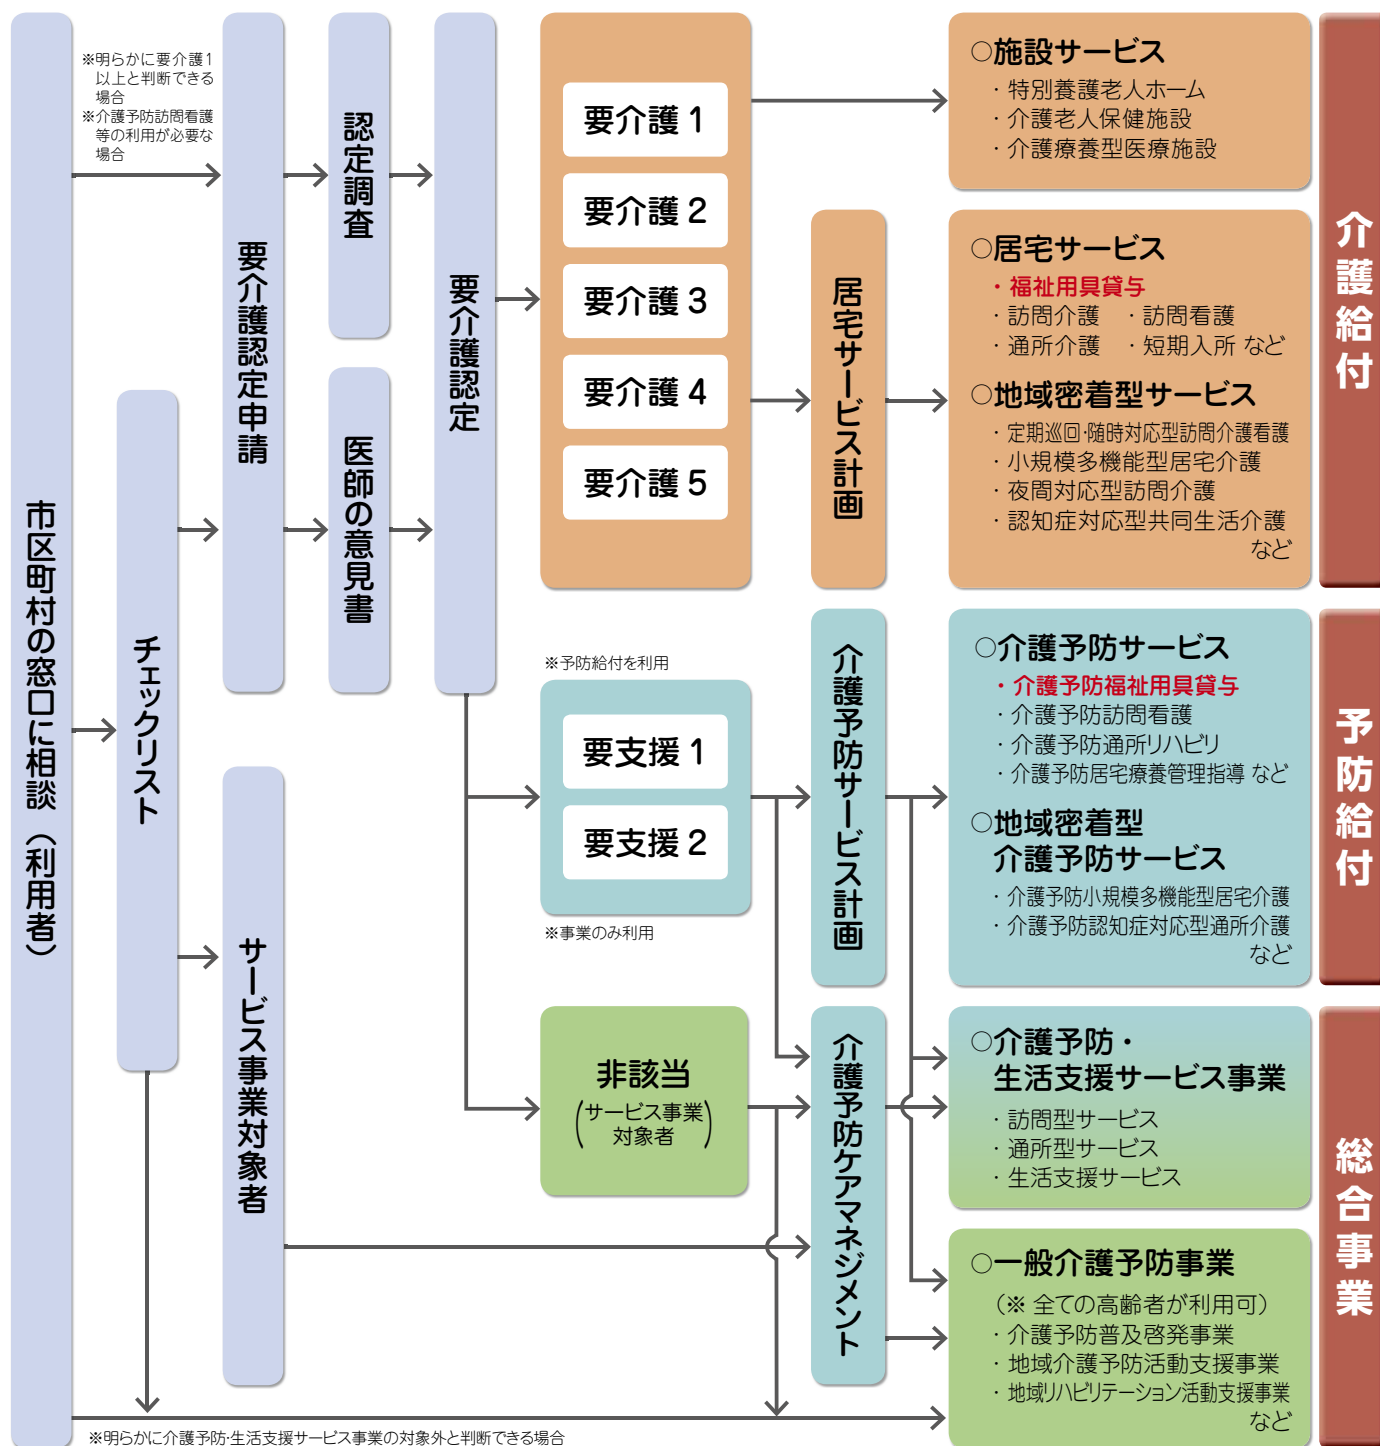 市区町村の窓口に相談（利用者）
※明らかに要介護1
以上と判断できる
場合
※介護予防訪問看護
等の利用が必要な
場合
チェックリスト
要介護認定申請
サービス事業対象者
認定調査
医師の意見書
要介護認定
要介護 1
要介護 2
要介護 3
要介護 4
要介護 5
※予防給付を利用
要支援 1
要支援 2
※事業のみ利用
非該当
(サービス事業
対象者)
居宅サービス計画
介護予防サービス計画
介護予防ケアマネジメント
○施設サービス
・特別養護老人ホーム
・介護老人保健施設
・介護療養型医療施設
○居宅サービス
・福祉用具貸与
・訪問介護 ・訪問看護
・通所介護 ・短期入所 など
○地域密着型サービス
・定期巡回・随時対応型訪問介護看護
・小規模多機能型居宅介護
・夜間対応型訪問介護
・認知症対応型共同生活介護
など
介護給付
○介護予防サービス
・介護予防福祉用具貸与
・介護予防訪問看護
・介護予防通所リハビリ
・介護予防居宅療養管理指導 など
○地域密着型
介護予防サービス
・介護予防小規模多機能型居宅介護
・介護予防認知症対応型通所介護
など
予防給付
○介護予防・
生活支援サービス事業
・訪問型サービス
・通所型サービス
・生活支援サービス
○一般介護予防事業
（※ 全ての高齢者が利用可）
・介護予防普及啓発事業
・地域介護予防活動支援事業
・地域リハビリテーション活動支援事業
など
総合事業
※明らかに介護予防・生活支援サービス事業の対象外と判断できる場合